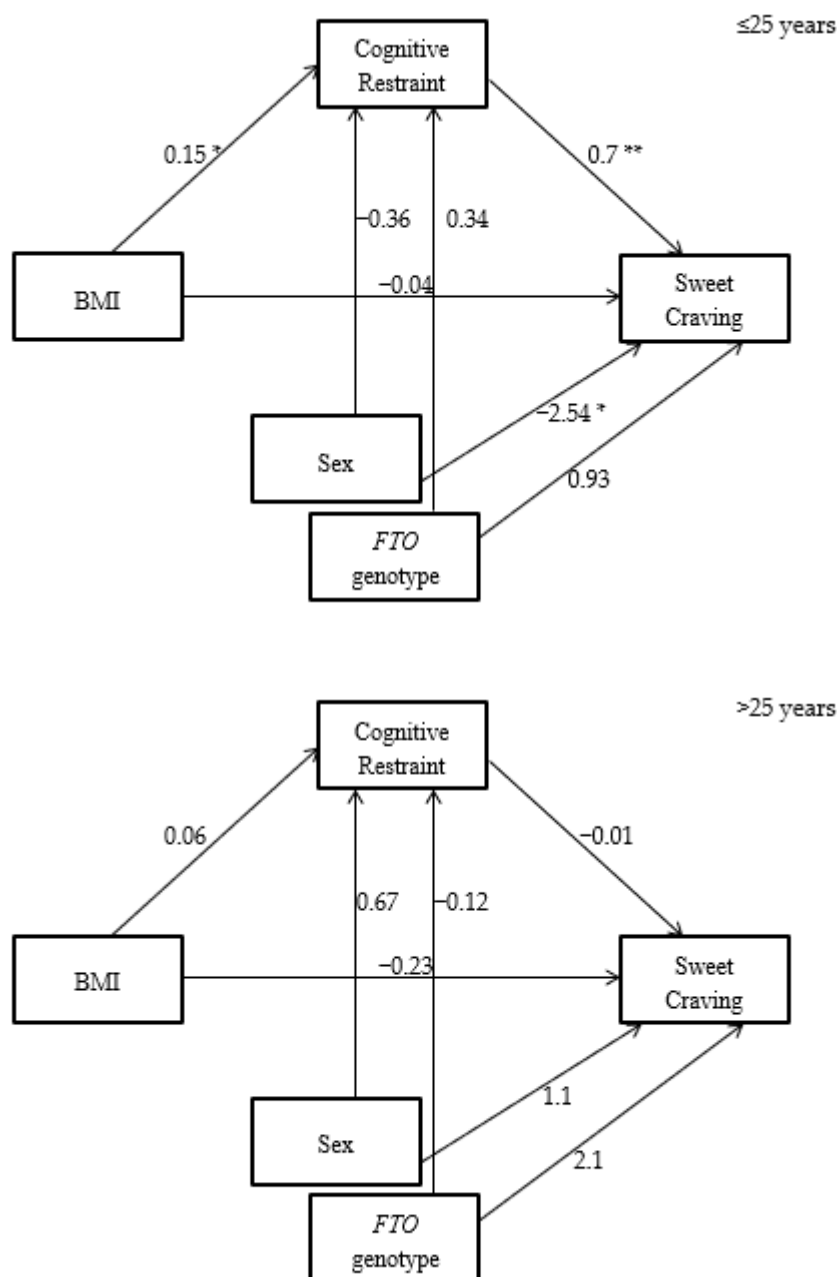 ≤25 years
Cognitive
Restraint
0.15 *
0.7 **
−0.36
0.34
BMI
−0.04
Sweet
Craving
Sex
−2.54 *
0.93
FTO
genotype
>25 years
Cognitive
Restraint
0.06
−0.01
0.67
−0.12
BMI
−0.23
Sweet
Craving
Sex
1.1
2.1
FTO
genotype